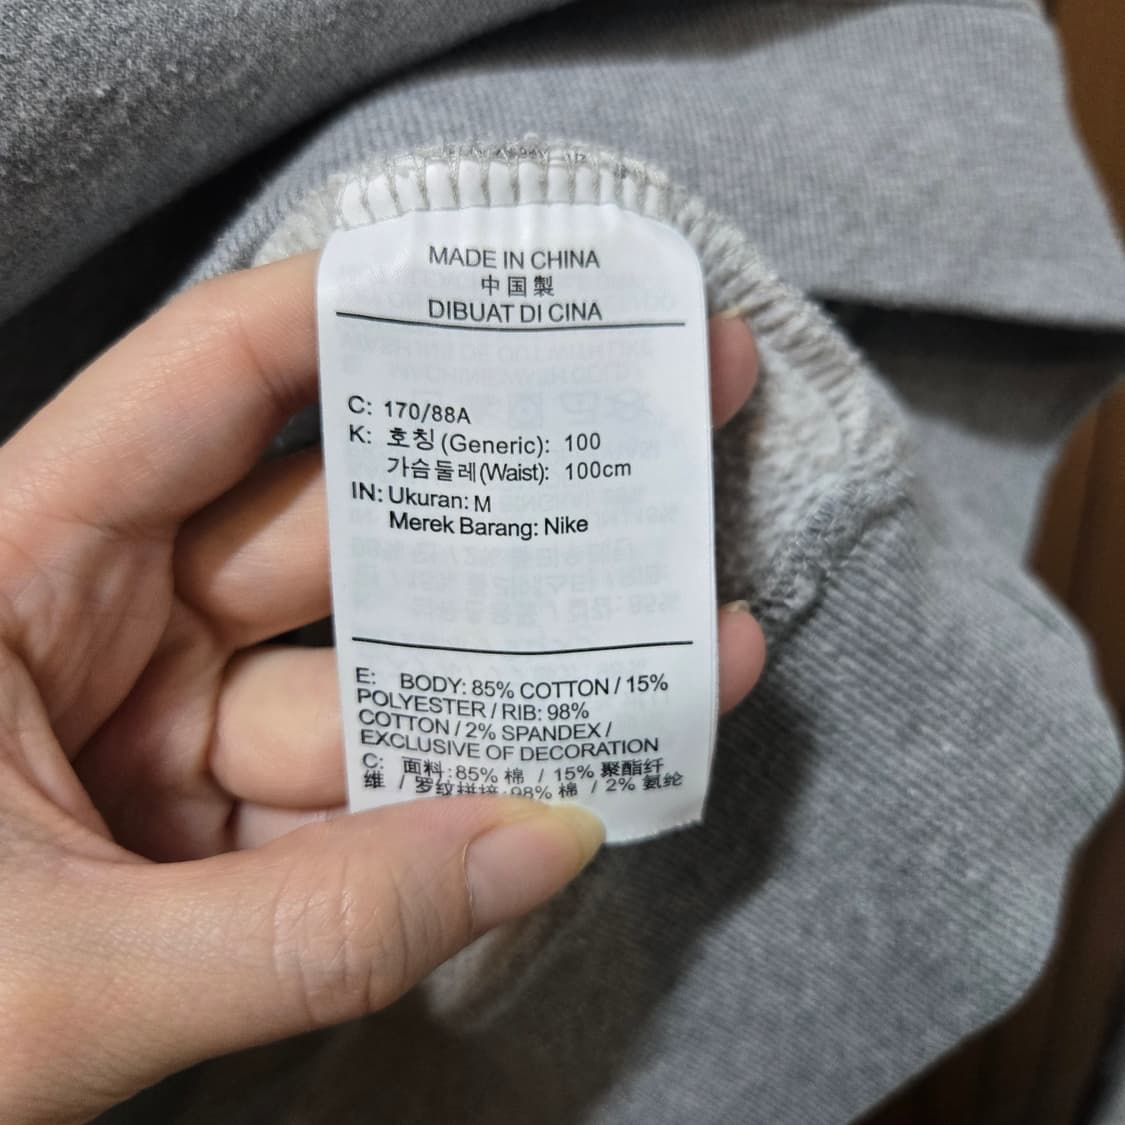 MADE IN CHINA
中国製
DIBUAT DI CINA
C: 170/88A
K: 호칭(Generic): 100
가슴둘레(Waist): 100cm
IN: Ukuran: M
Merek Barang: Nike
E: BODY: 85% COTTON / 15%
POLYESTER / RIB: 98%
COTTON / 2% SPANDEX /
EXCLUSIVE OF DECORATION
C: 面料:85% 棉 / 15% 聚酯纤
维 / 罗纹拼接:98% 棉 / 2% 氨纶